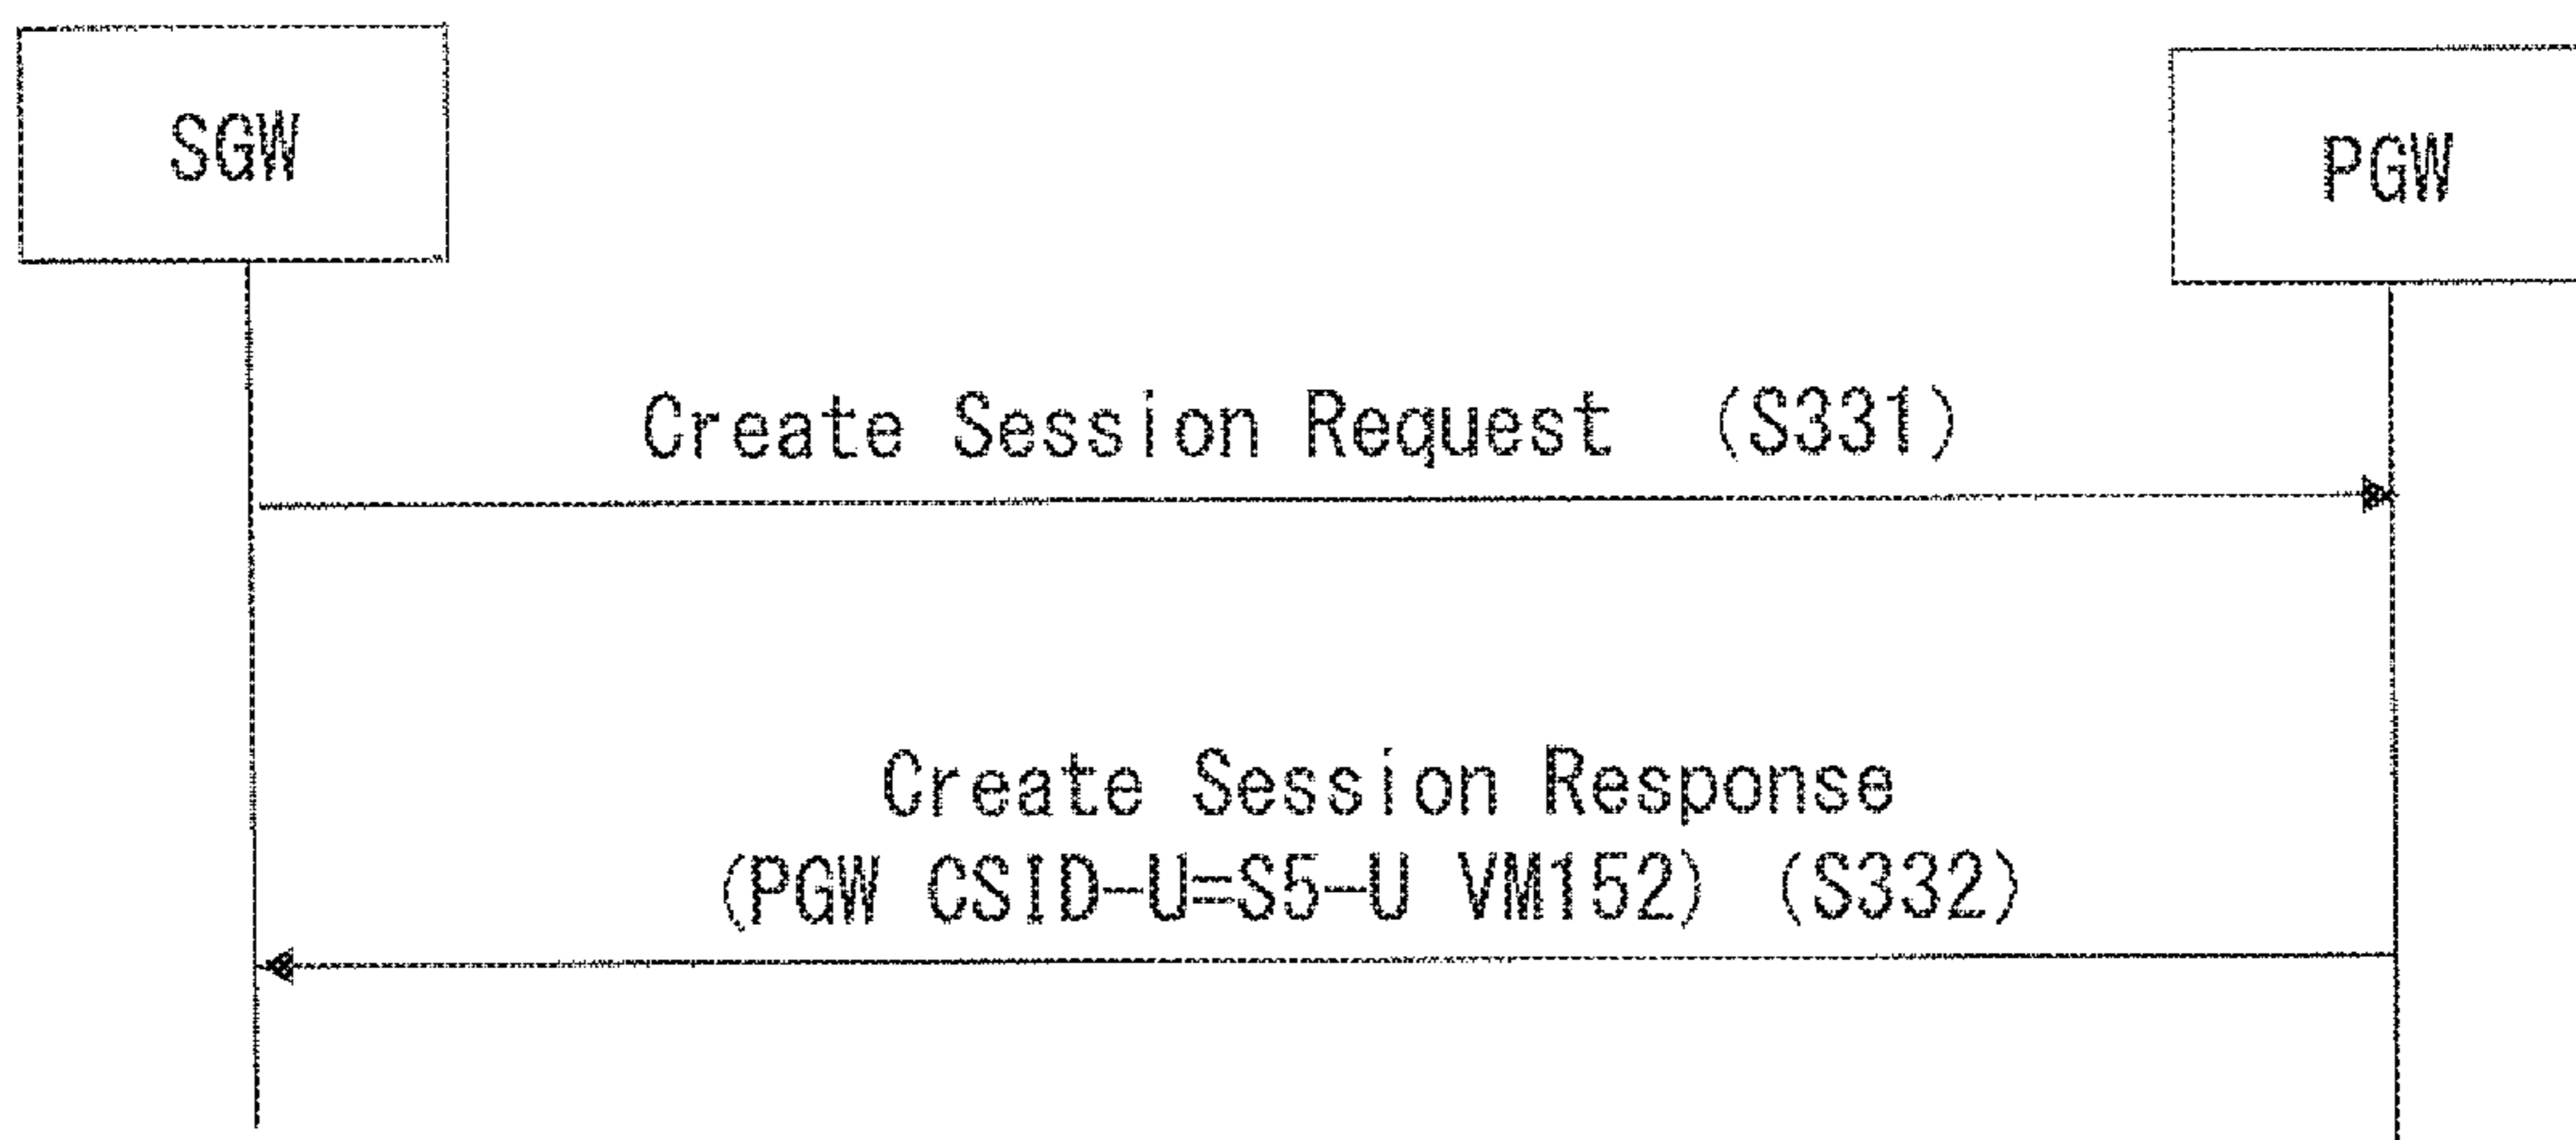 SGW
PGW
Create Session Request (S331)
Create Session Response
(PGW CSID-U=S5-U VM152) (S332)